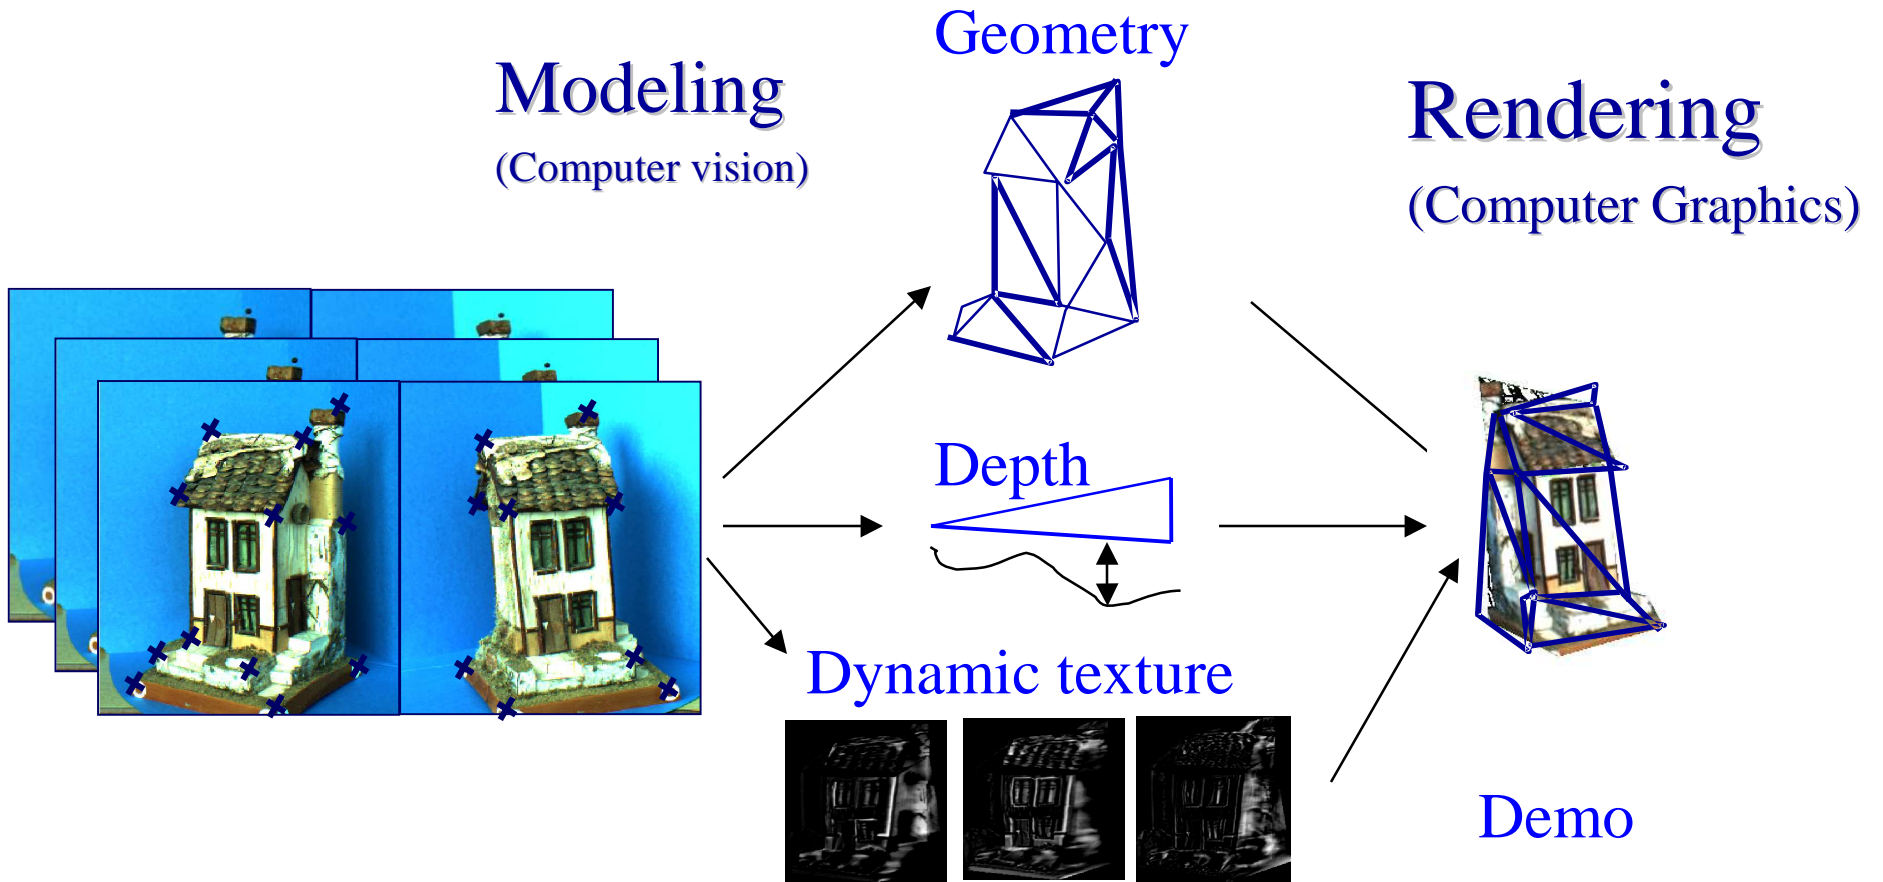 Geometry
Modeling
(Computer vision)
Rendering
(Computer Graphics)
Depth
Dynamic texture
Demo